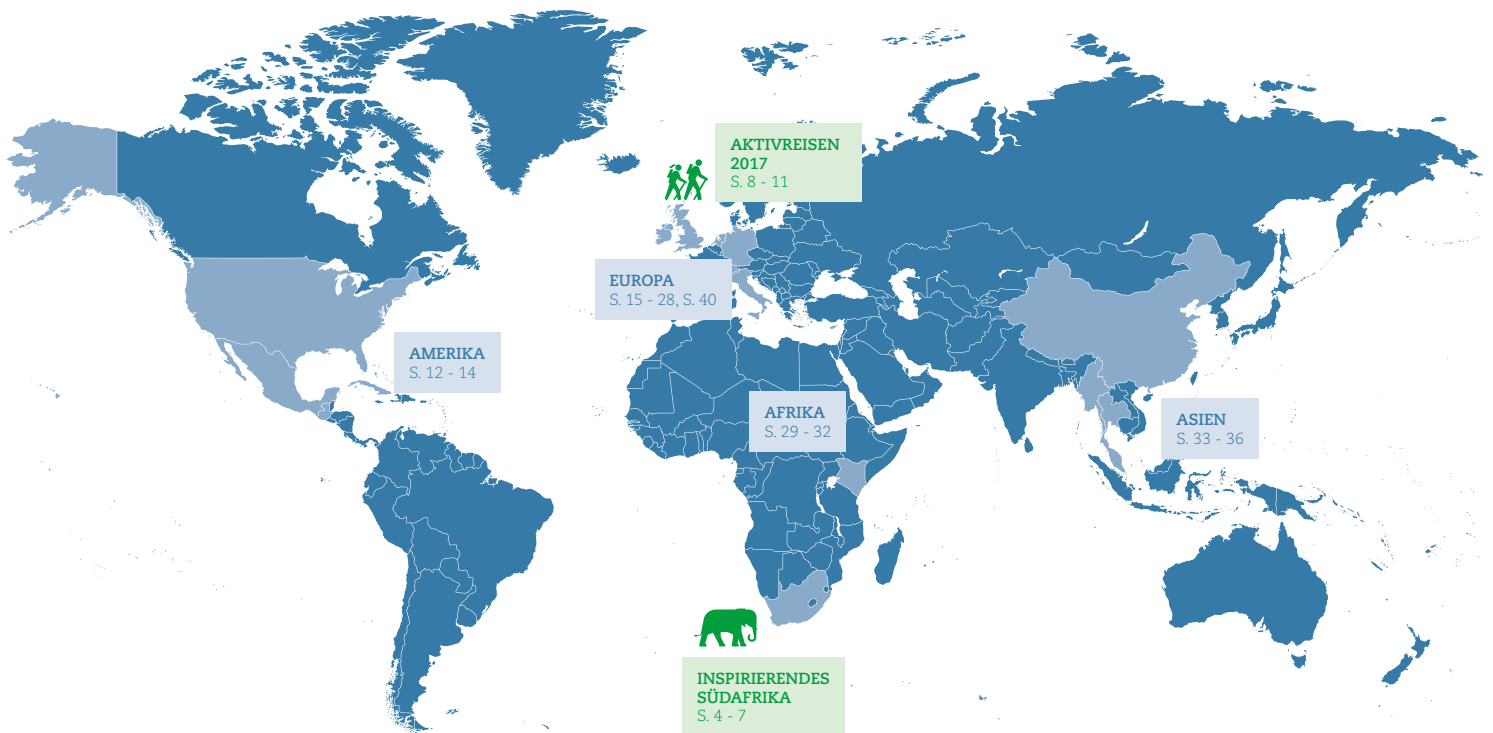 AKTIVREISEN
2017
S. 8 - 11
EUROPA
S. 15 - 28, S. 40
AMERIKA
S. 12 - 14
AFRIKA
S. 29 - 32
ASIEN
S. 33 - 36
INSPIRIERENDES
SÜDAFRIKA
S. 4 - 7